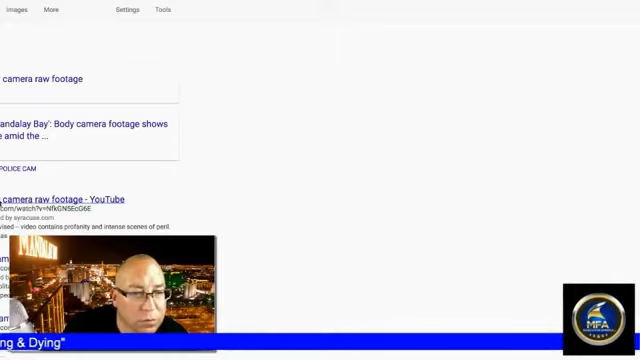 Images More Settings Tools
camera raw footage
andalay Bay': Body camera footage shows
e amid the ...
POLICE.CAM
camera raw footage - YouTube
.com/watch?v=NfkGN5EcG6E
ed by syracuse.com
vised -- video contains profanity and intense scenes of peril
MFA
ng & Dying"